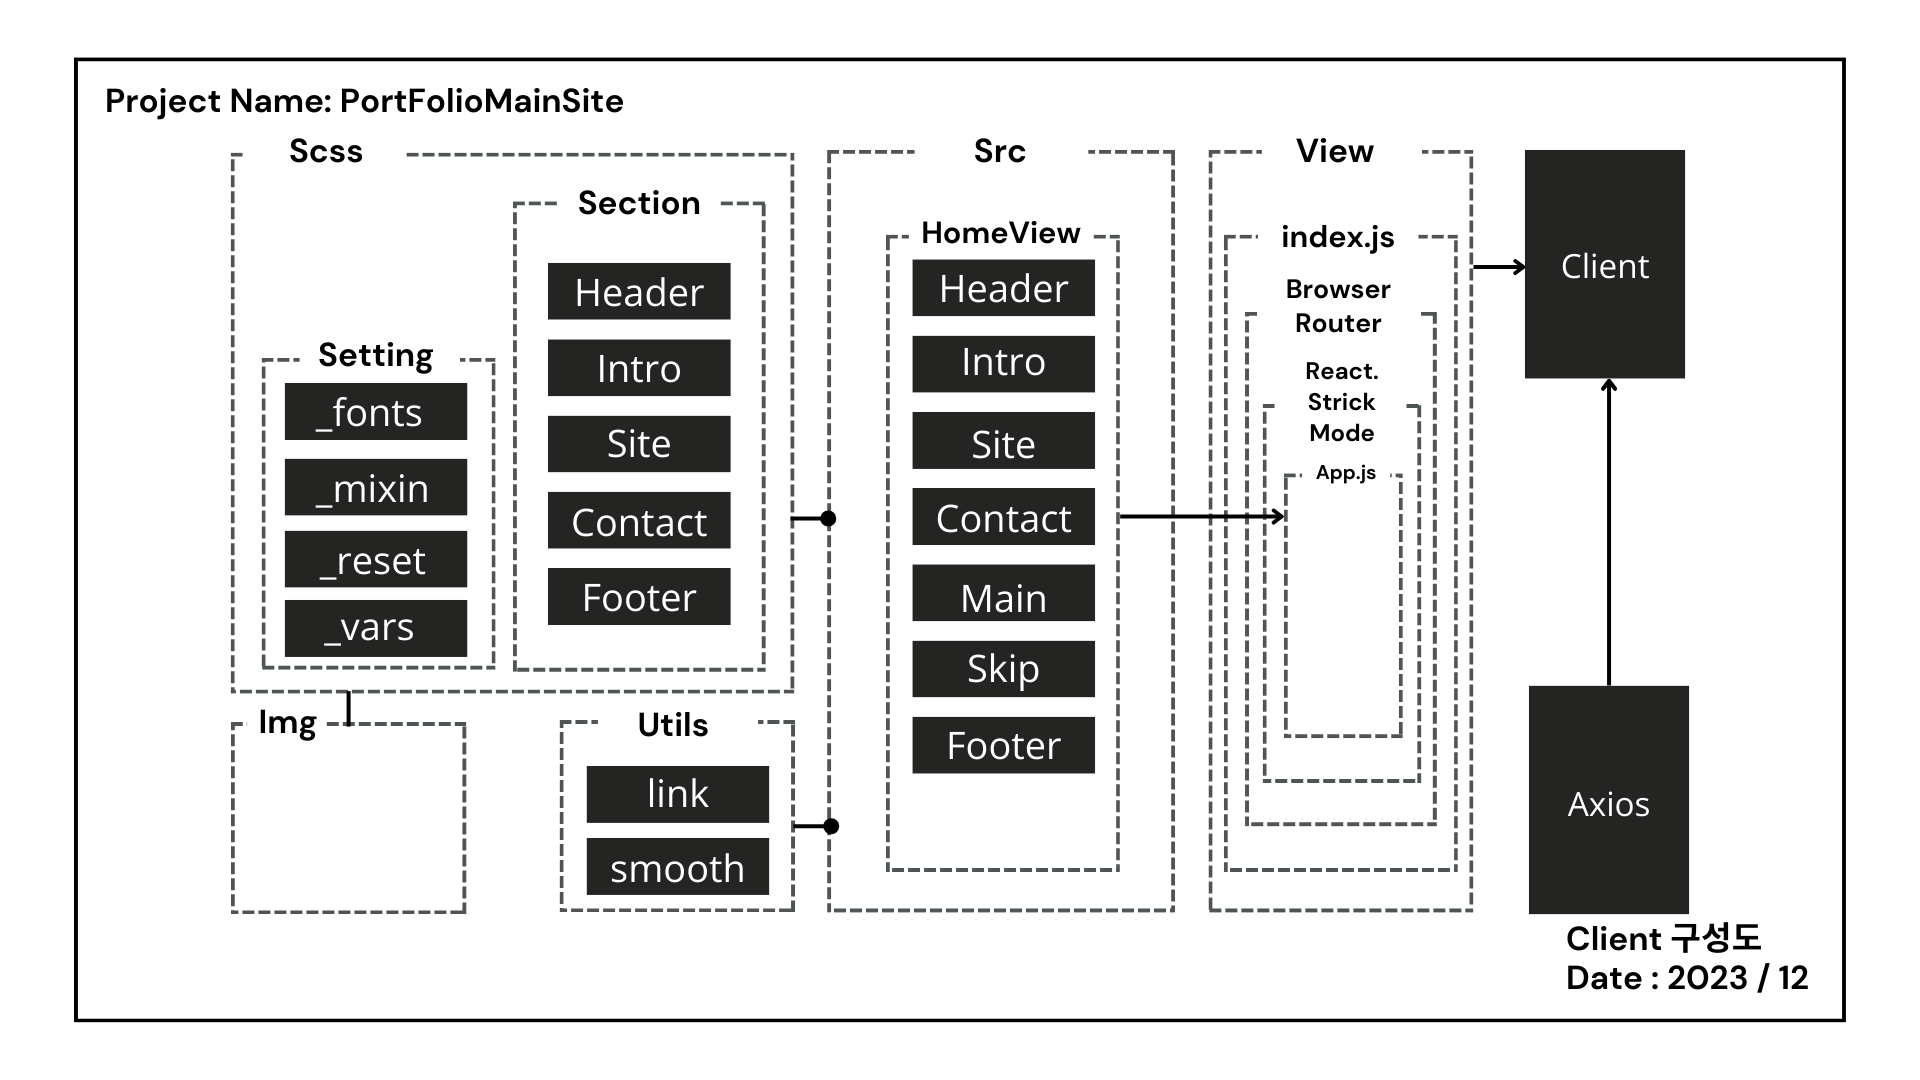 Project Name: PortFolioMainSite
Scss
Section
Header
Intro
Site
Contact
Footer
Setting
_fonts
_mixin
_reset
_vars
Img
Utils
link
smooth
Src
HomeView
Header
Intro
Site
Contact
Main
Skip
Footer
View
index.js
Browser
Router
React.
Strick
Mode
App.js
Client
Axios
Client 구성도
Date : 2023 / 12